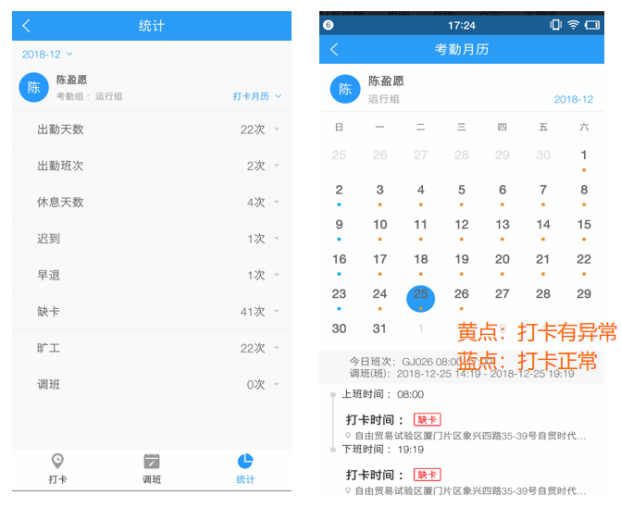 统计
2018-12
陈
陈盈愿
考勤组：运行组
打卡月历
出勤天数 22次
出勤班次 2次
休息天数 4次
迟到 1次
早退 1次
缺卡 41次
旷工 22次
调班 0次
打卡
调班
统计
6
17:24
考勤月历
陈
陈盈愿
运行组
2018-12
日 一 二 三 四 五 六
25 26 27 28 29 30 1
2 3 4 5 6 7 8
9 10 11 12 13 14 15
16 17 18 19 20 21 22
23 24 25 26 27 28 29
30 31 1
黄点：打卡有异常
蓝点：打卡正常
今日班次：GJ026 08:00
调班(班)：2018-12-25 14:19 - 2018-12-25 19:19
上班时间：08:00
打卡时间：缺卡
自由贸易试验区厦门片区象兴四路35-39号自贸时代...
下班时间：19:19
打卡时间：缺卡
自由贸易试验区厦门片区象兴四路35-39号自贸时代...